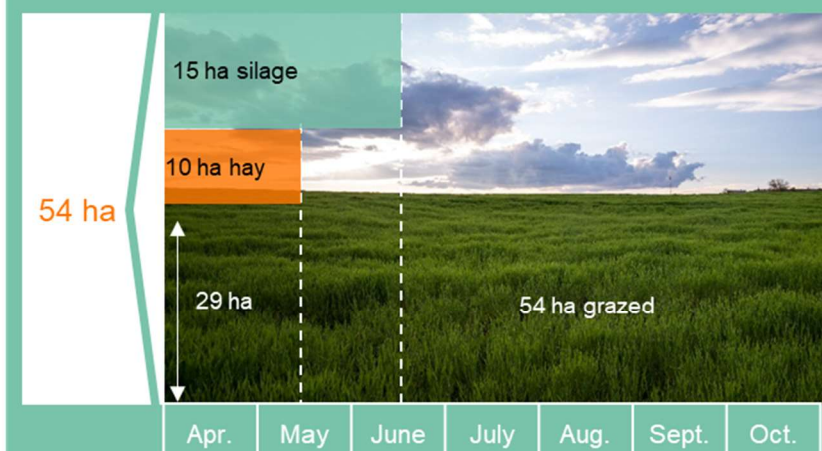 15 ha silage
10 ha hay
54 ha
29 ha
54 ha grazed
Apr. May June July Aug. Sept. Oct.